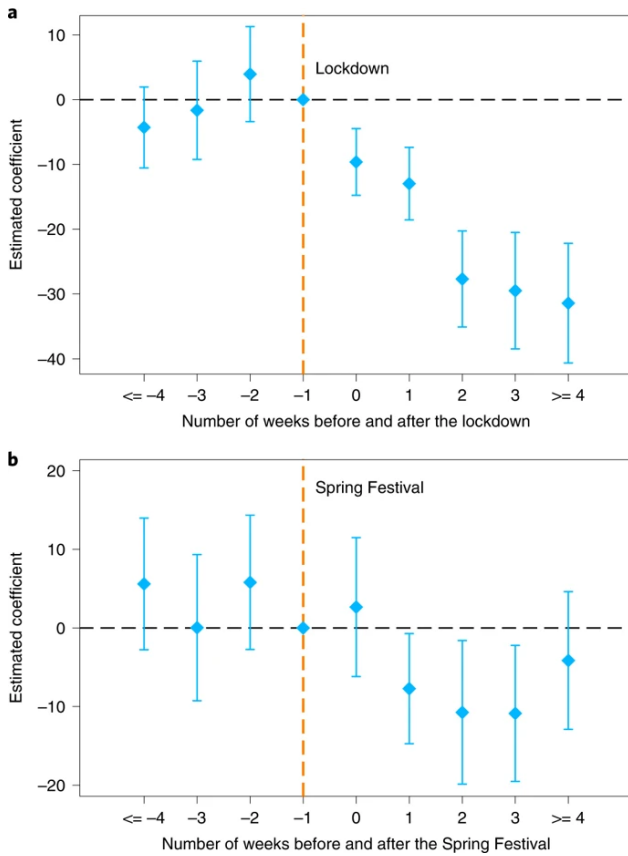 a
10
Lockdown
0
–10
–20
–30
–40
Estimated coefficient
<= –4 –3 –2 –1 0 1 2 3 >= 4
Number of weeks before and after the lockdown
b
20
Spring Festival
10
0
–10
–20
Estimated coefficient
<= –4 –3 –2 –1 0 1 2 3 >= 4
Number of weeks before and after the Spring Festival